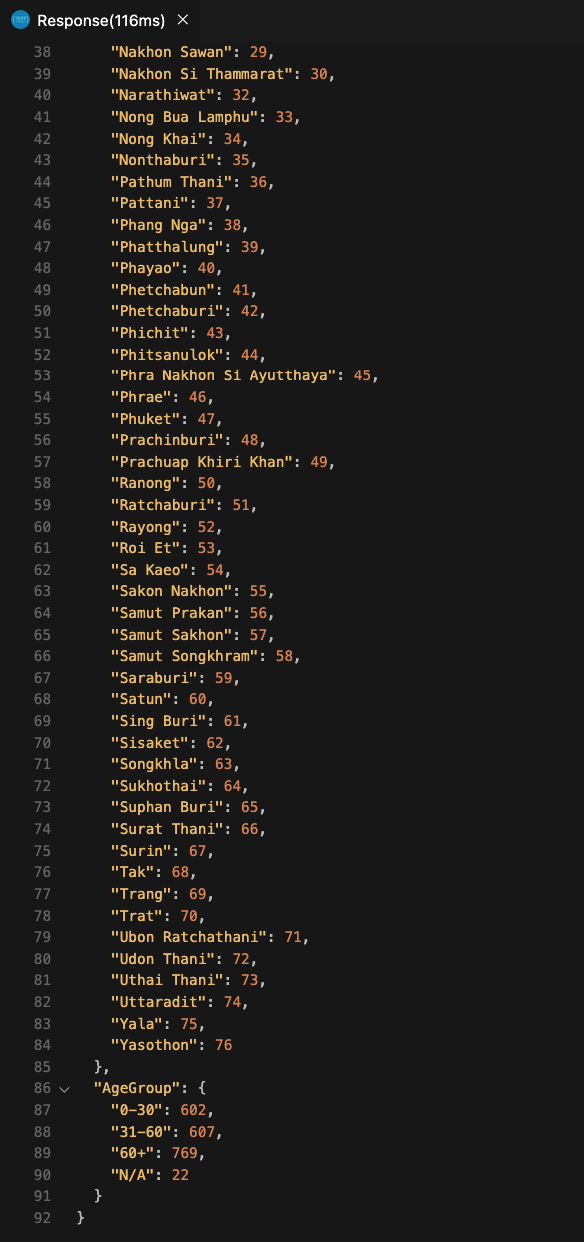 Response(116ms) ×
38 "Nakhon Sawan": 29,
39 "Nakhon Si Thammarat": 30,
40 "Narathiwat": 32,
41 "Nong Bua Lamphu": 33,
42 "Nong Khai": 34,
43 "Nonthaburi": 35,
44 "Pathum Thani": 36,
45 "Pattani": 37,
46 "Phang Nga": 38,
47 "Phatthalung": 39,
48 "Phayao": 40,
49 "Phetchabun": 41,
50 "Phetchaburi": 42,
51 "Phichit": 43,
52 "Phitsanulok": 44,
53 "Phra Nakhon Si Ayutthaya": 45,
54 "Phrae": 46,
55 "Phuket": 47,
56 "Prachinburi": 48,
57 "Prachuap Khiri Khan": 49,
58 "Ranong": 50,
59 "Ratchaburi": 51,
60 "Rayong": 52,
61 "Roi Et": 53,
62 "Sa Kaeo": 54,
63 "Sakon Nakhon": 55,
64 "Samut Prakan": 56,
65 "Samut Sakhon": 57,
66 "Samut Songkhram": 58,
67 "Saraburi": 59,
68 "Satun": 60,
69 "Sing Buri": 61,
70 "Sisaket": 62,
71 "Songkhla": 63,
72 "Sukhothai": 64,
73 "Suphan Buri": 65,
74 "Surat Thani": 66,
75 "Surin": 67,
76 "Tak": 68,
77 "Trang": 69,
78 "Trat": 70,
79 "Ubon Ratchathani": 71,
80 "Udon Thani": 72,
81 "Uthai Thani": 73,
82 "Uttaradit": 74,
83 "Yala": 75,
84 "Yasothon": 76
85 },
86 "AgeGroup": {
87 "0-30": 602,
88 "31-60": 607,
89 "60+": 769,
90 "N/A": 22
91 }
92 }